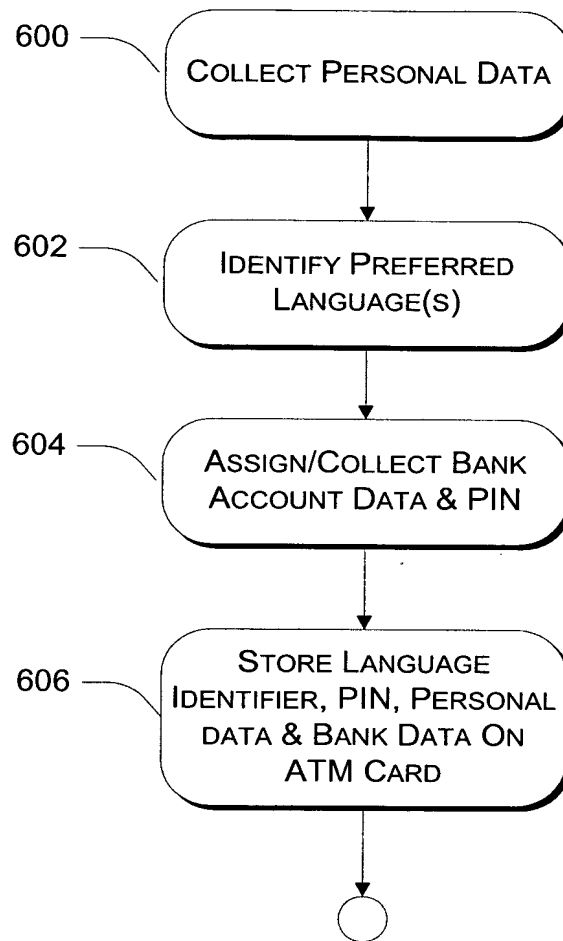 600
COLLECT PERSONAL DATA
602
IDENTIFY PREFERRED
LANGUAGE(S)
604
ASSIGN/COLLECT BANK
ACCOUNT DATA & PIN
606
STORE LANGUAGE
IDENTIFIER, PIN, PERSONAL
DATA & BANK DATA ON
ATM CARD